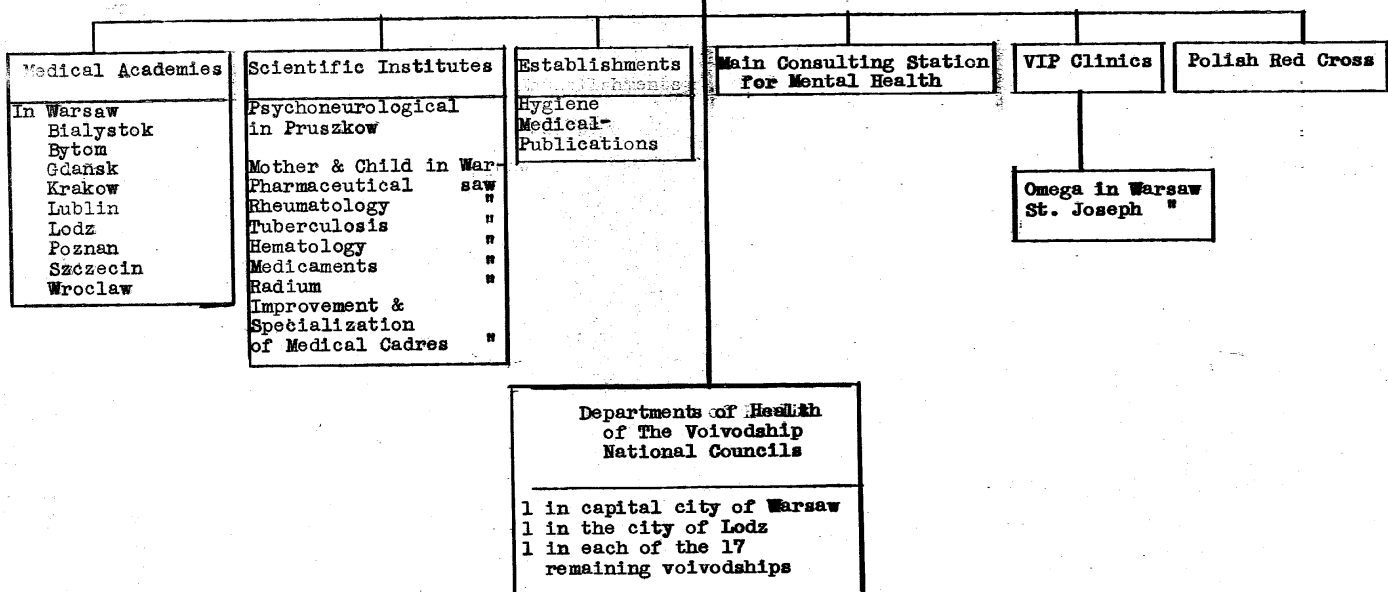 Medical Academies
In Warsaw
Bialystok
Bytom
Gdańsk
Krakow
Lublin
Lodz
Poznan
Szczecin
Wroclaw
Scientific Institutes
Psychoneurological
in Pruszkow
Mother & Child in War-
Pharmaceutical saw
Rheumatology "
Tuberculosis "
Hematology "
Medicaments "
Radium "
Improvement &
Specialization
of Medical Cadres "
Establishments
Hygiene
Medical-
Publications
Main Consulting Station
for Mental Health
VIP Clinics
Omega in Warsaw
St. Joseph "
Polish Red Cross
Departments of Health
of The Voivodship
National Councils
1 in capital city of Warsaw
1 in the city of Lodz
1 in each of the 17
remaining voivodships